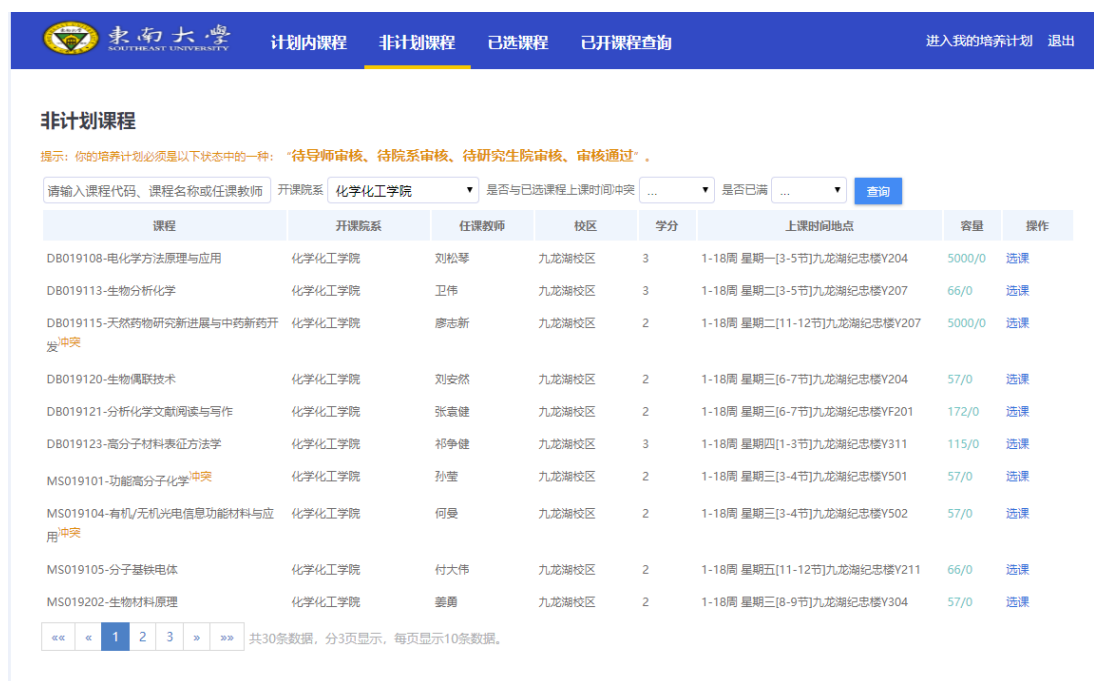 東南大學 計划内课程 非计划课程 已选课程 已开课程查询 进入我的培养计划 退出
SOUTHEAST UNIVERSITY
非计划课程
提示：你的培养计划必须是以下状态中的一种： “待导师审核、待院系审核、待研究生院审核、审核通过”。
请输入课程代码、课程名称或任课教师 开课院系 化学化工学院 是否与已选课程上课时间冲突 ... 是否已满 ... 查询
课程 开课院系 任课教师 校区 学分 上课时间地点 容量 操作
DB019108-电化学方法原理与应用 化学化工学院 刘松琴 九龙湖校区 3 1-18周 星期一[3-5节]九龙湖纪忠楼Y204 5000/0 选课
DB019113-生物分析化学 化学化工学院 卫伟 九龙湖校区 3 1-18周 星期二[3-5节]九龙湖纪忠楼Y207 66/0 选课
DB019115-天然药物研究新进展与中药新药开 化学化工学院 廖志新 九龙湖校区 2 1-18周 星期二[11-12节]九龙湖纪忠楼Y207 5000/0 选课
发冲突
DB019120-生物偶联技术 化学化工学院 刘安然 九龙湖校区 2 1-18周 星期三[6-7节]九龙湖纪忠楼Y204 57/0 选课
DB019121-分析化学文献阅读与写作 化学化工学院 张袁健 九龙湖校区 2 1-18周 星期三[6-7节]九龙湖纪忠楼YF201 172/0 选课
DB019123-高分子材料表征方法学 化学化工学院 祁争健 九龙湖校区 3 1-18周 星期四[1-3节]九龙湖纪忠楼Y311 115/0 选课
MS019101-功能高分子化学冲突 化学化工学院 孙莹 九龙湖校区 2 1-18周 星期三[3-4节]九龙湖纪忠楼Y501 57/0 选课
MS019104-有机/无机光电信息功能材料与应 化学化工学院 何曼 九龙湖校区 2 1-18周 星期三[3-4节]九龙湖纪忠楼Y502 57/0 选课
用冲突
MS019105-分子基铁电体 化学化工学院 付大伟 九龙湖校区 2 1-18周 星期五[11-12节]九龙湖纪忠楼Y211 66/0 选课
MS019202-生物材料原理 化学化工学院 姜勇 九龙湖校区 2 1-18周 星期三[8-9节]九龙湖纪忠楼Y304 57/0 选课
«« « 1 2 3 » »» 共30条数据，分3页显示，每页显示10条数据。